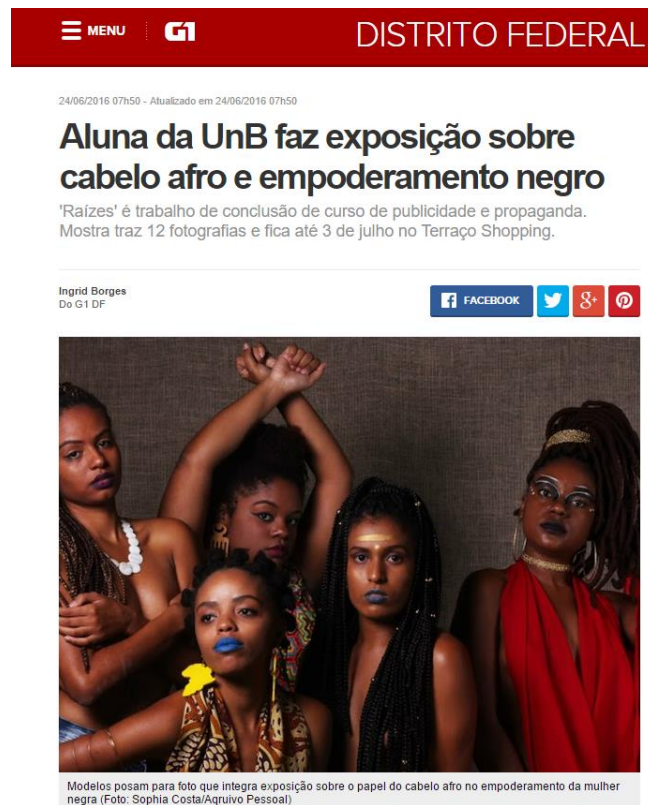 MENU G1 DISTRITO FEDERAL
24/06/2016 07h50 - Atualizado em 24/06/2016 07h50
Aluna da UnB faz exposição sobre
cabelo afro e empoderamento negro
'Raízes' é trabalho de conclusão de curso de publicidade e propaganda.
Mostra traz 12 fotografias e fica até 3 de julho no Terraço Shopping.
Ingrid Borges
Do G1 DF
FACEBOOK
Modelos posam para foto que integra exposição sobre o papel do cabelo afro no empoderamento da mulher
negra (Foto: Sophia Costa/Aqruivo Pessoal)